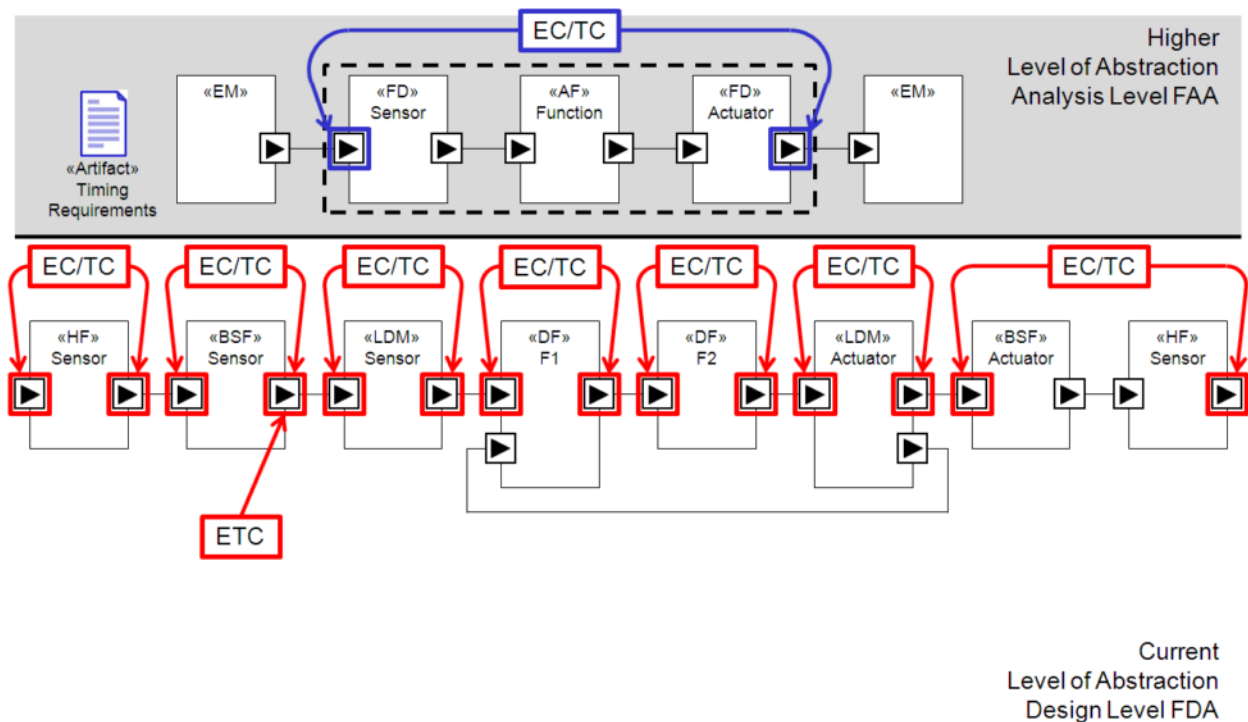 EC/TC
Higher
Level of Abstraction
Analysis Level FAA
«Artifact»
Timing
Requirements
«EM»
«FD»
Sensor
«AF»
Function
«FD»
Actuator
«EM»
EC/TC
EC/TC
EC/TC
EC/TC
EC/TC
EC/TC
EC/TC
«HF»
Sensor
«BSF»
Sensor
«LDM»
Sensor
«DF»
F1
«DF»
F2
«LDM»
Actuator
«BSF»
Actuator
«HF»
Sensor
ETC
Current
Level of Abstraction
Design Level FDA